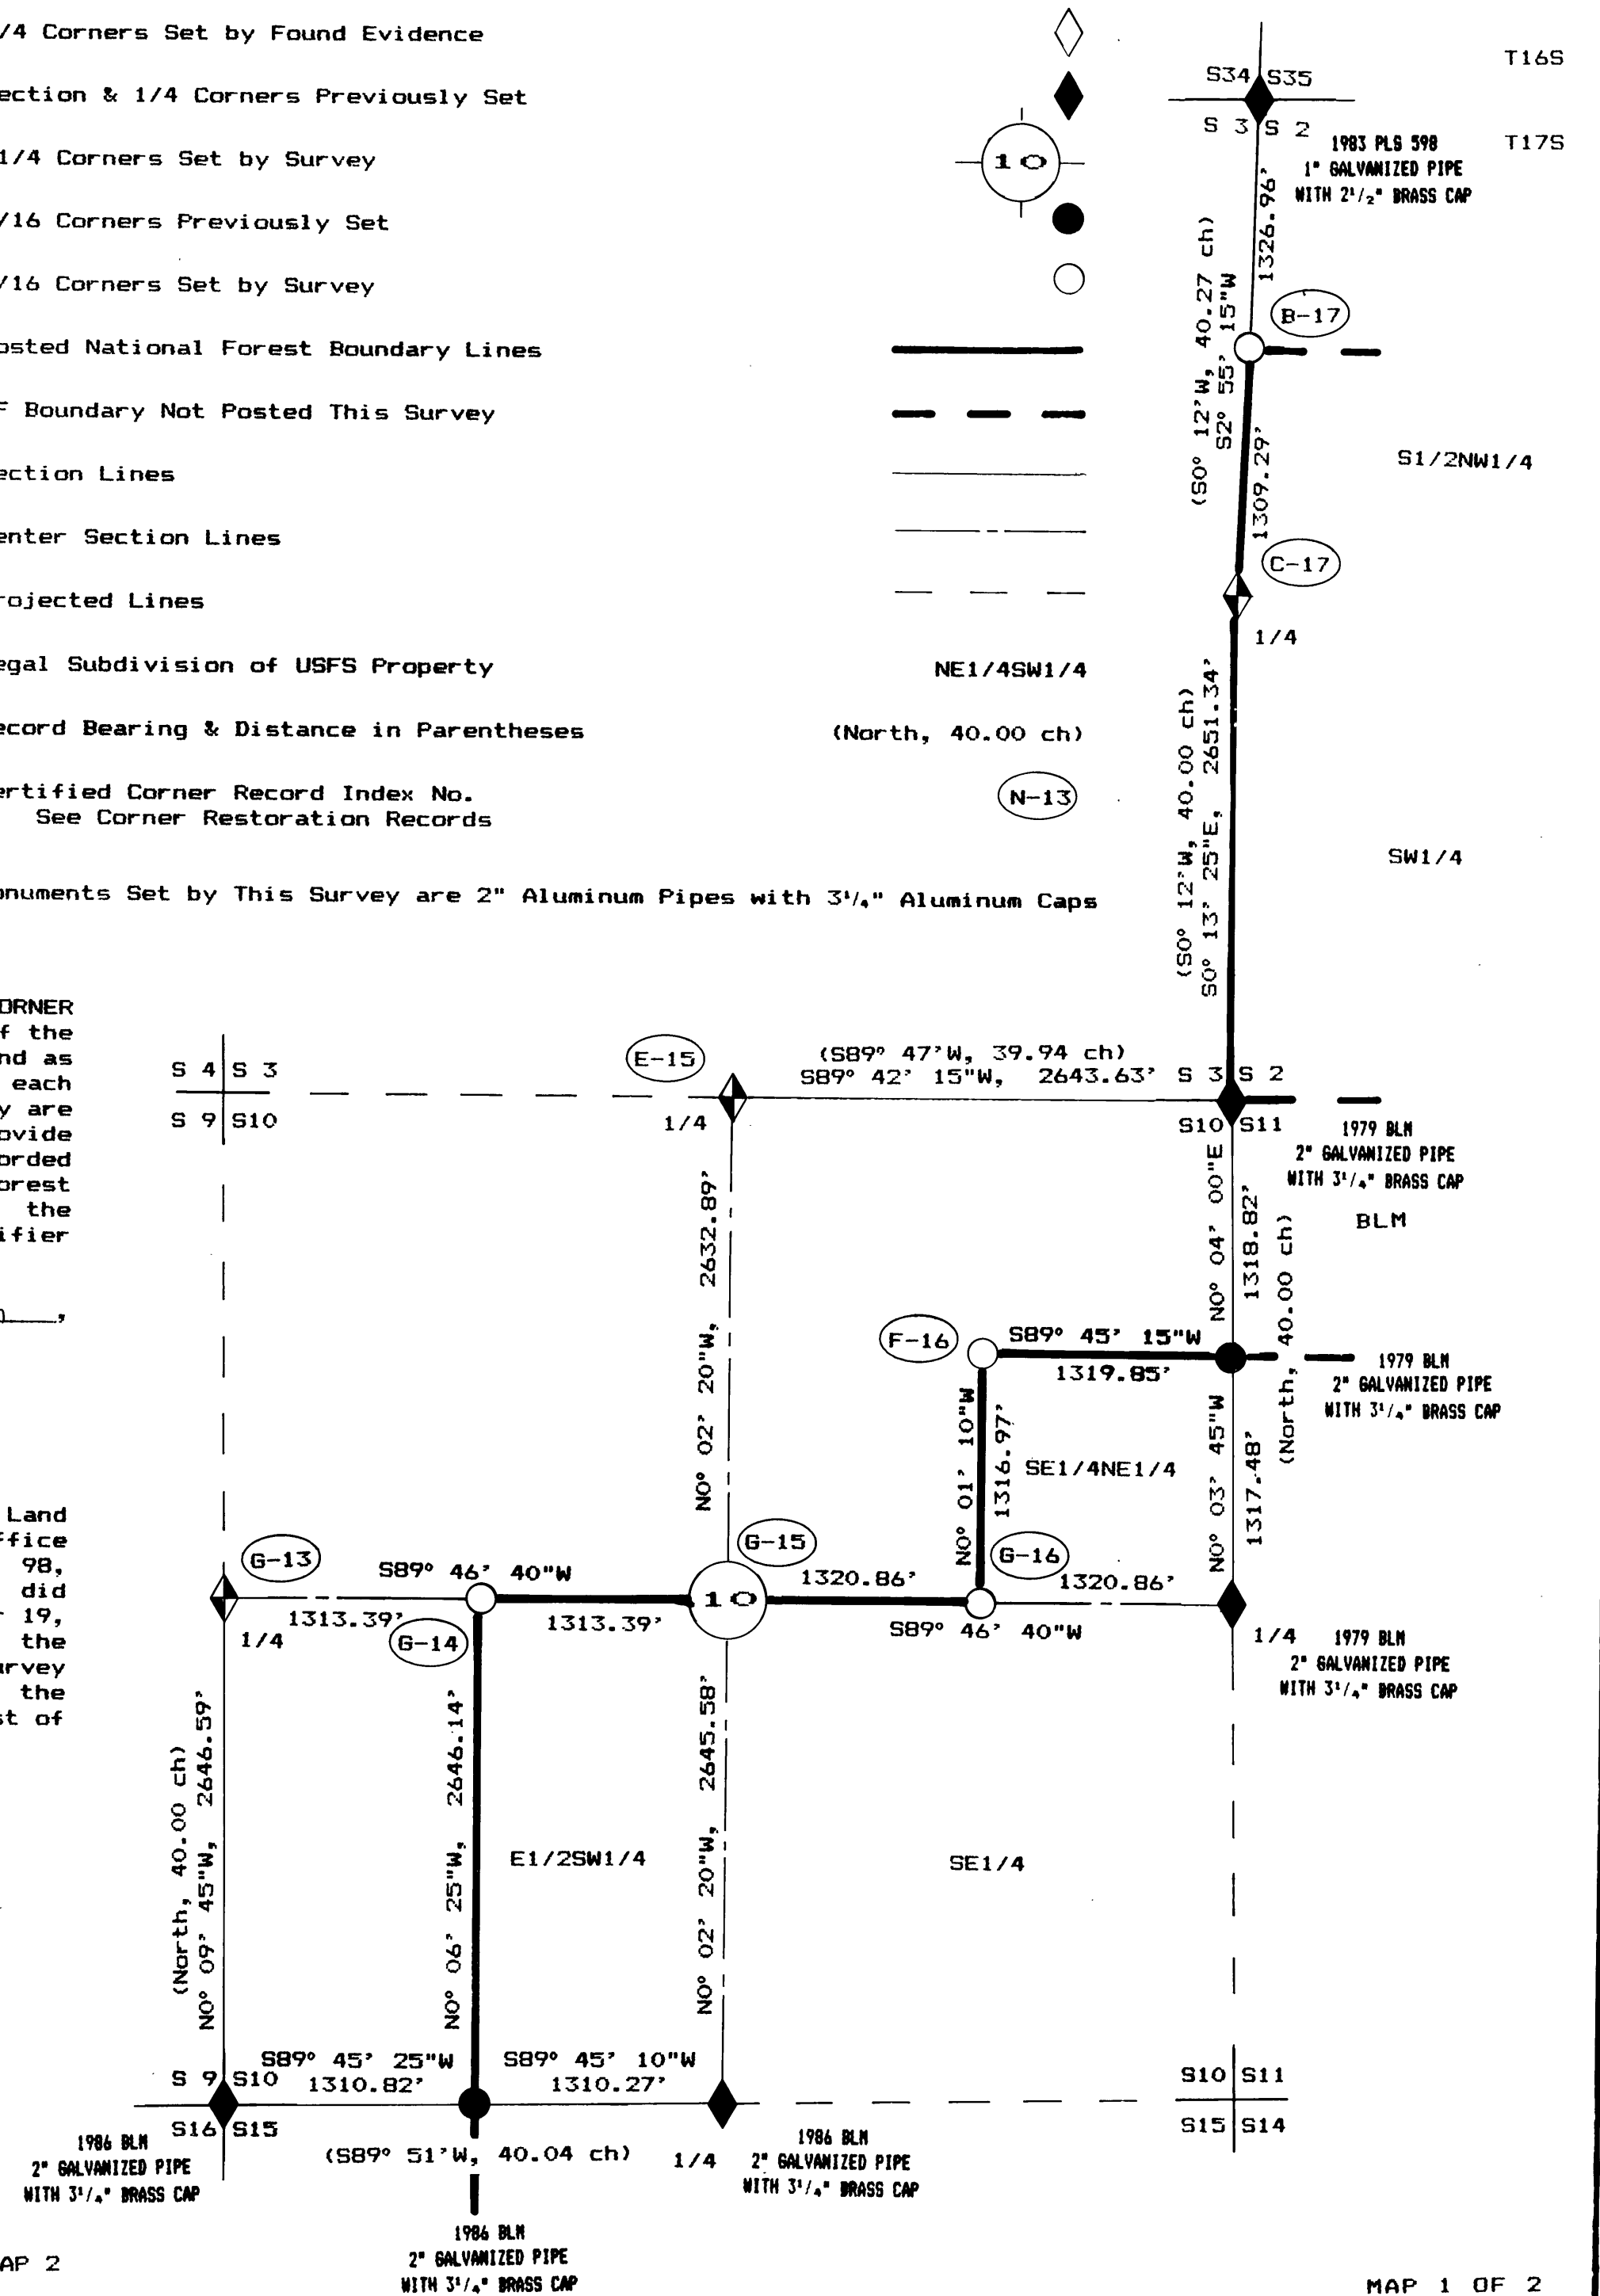 /4 Corners Set by Found Evidence
ection & 1/4 Corners Previously Set
1/4 Corners Set by Survey
10
/16 Corners Previously Set
/16 Corners Set by Survey
osted National Forest Boundary Lines
F Boundary Not Posted This Survey
ection Lines
enter Section Lines
rojected Lines
egal Subdivision of USFS Property
NE1/4SW1/4
ecord Bearing & Distance in Parentheses
(North, 40.00 ch)
ertified Corner Record Index No.
See Corner Restoration Records
N-13
onuments Set by This Survey are 2" Aluminum Pipes with 3¹/₄" Aluminum Caps
ORNER
f the
nd as
each
y are
ovide
orded
orest
the
ifier
,
Land
ffice
98,
did
r 19,
the
urvey
the
st of
AP 2
T16S
S34 S35
S 3 S 2
T17S
1983 PLS 598
1" GALVANIZED PIPE
WITH 2¹/₂" BRASS CAP
1326.96'
(S0° 12'W, 40.27 ch)
S2° 55' 15"W
B-17
1309.29'
S1/2NW1/4
C-17
1/4
(S0° 12'W, 40.00 ch)
S0° 13' 25"E, 2651.34'
SW1/4
S 4 S 3
S 9 S10
E-15
1/4
(S89° 47'W, 39.94 ch)
S89° 42' 15"W, 2643.63'
S 3 S 2
S10 S11
1979 BLM
2" GALVANIZED PIPE
WITH 3¹/₄" BRASS CAP
BLM
N0° 04' 00"E
1318.82'
(North, 40.00 ch)
N0° 02' 20"W, 2632.89'
F-16
S89° 45' 15"W
1319.85'
1979 BLM
2" GALVANIZED PIPE
WITH 3¹/₄" BRASS CAP
N0° 01' 10"W
1316.97'
SE1/4NE1/4
N0° 03' 45"W
1317.48'
G-13
S89° 46' 40"W
G-15
G-16
1320.86'
1320.86'
10
1313.39'
1313.39'
S89° 46' 40"W
1/4
G-14
1/4
1979 BLM
2" GALVANIZED PIPE
WITH 3¹/₄" BRASS CAP
(North, 40.00 ch)
N0° 09' 45"W, 2646.59'
N0° 06' 25"W, 2646.14'
E1/2SW1/4
N0° 02' 20"W, 2645.58'
SE1/4
S 9 S10
S16 S15
S89° 45' 25"W
1310.82'
S89° 45' 10"W
1310.27'
S10 S11
S15 S14
(S89° 51'W, 40.04 ch)
1/4
1986 BLM
2" GALVANIZED PIPE
WITH 3¹/₄" BRASS CAP
1986 BLM
2" GALVANIZED PIPE
WITH 3¹/₄" BRASS CAP
1986 BLM
2" GALVANIZED PIPE
WITH 3¹/₄" BRASS CAP
MAP 1 OF 2